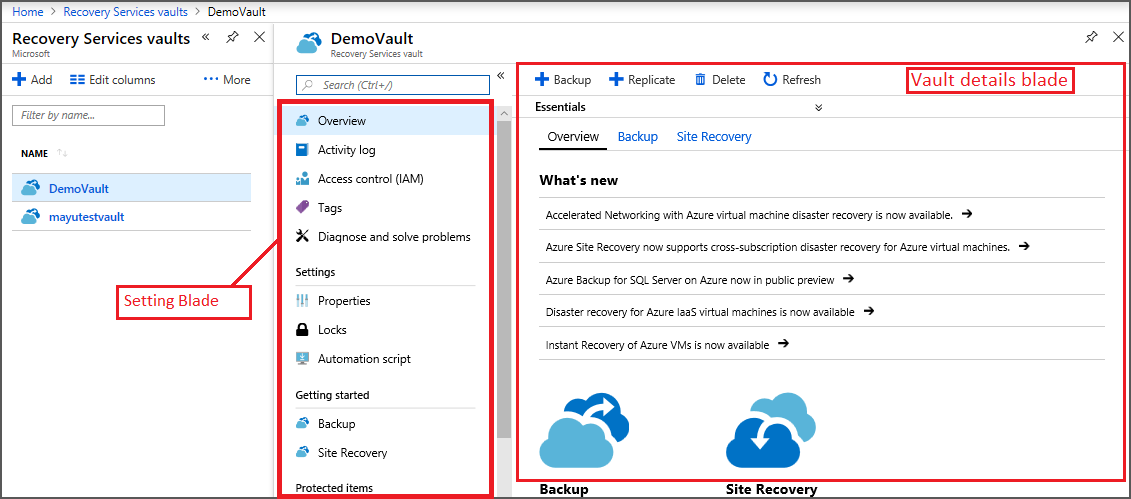 Home > Recovery Services vaults > DemoVault
Recovery Services vaults
Microsoft
Add Edit columns ... More
Filter by name...
NAME
DemoVault
mayutestvault
Setting Blade
DemoVault
Recovery Services vault
Search (Ctrl+/)
Overview
Activity log
Access control (IAM)
Tags
Diagnose and solve problems
Settings
Properties
Locks
Automation script
Getting started
Backup
Site Recovery
Protected items
Backup Replicate Delete Refresh
Vault details blade
Essentials
Overview Backup Site Recovery
What's new
Accelerated Networking with Azure virtual machine disaster recovery is now available.
Azure Site Recovery now supports cross-subscription disaster recovery for Azure virtual machines.
Azure Backup for SQL Server on Azure now in public preview
Disaster recovery for Azure IaaS virtual machines is now available
Instant Recovery of Azure VMs is now available
Backup Site Recovery